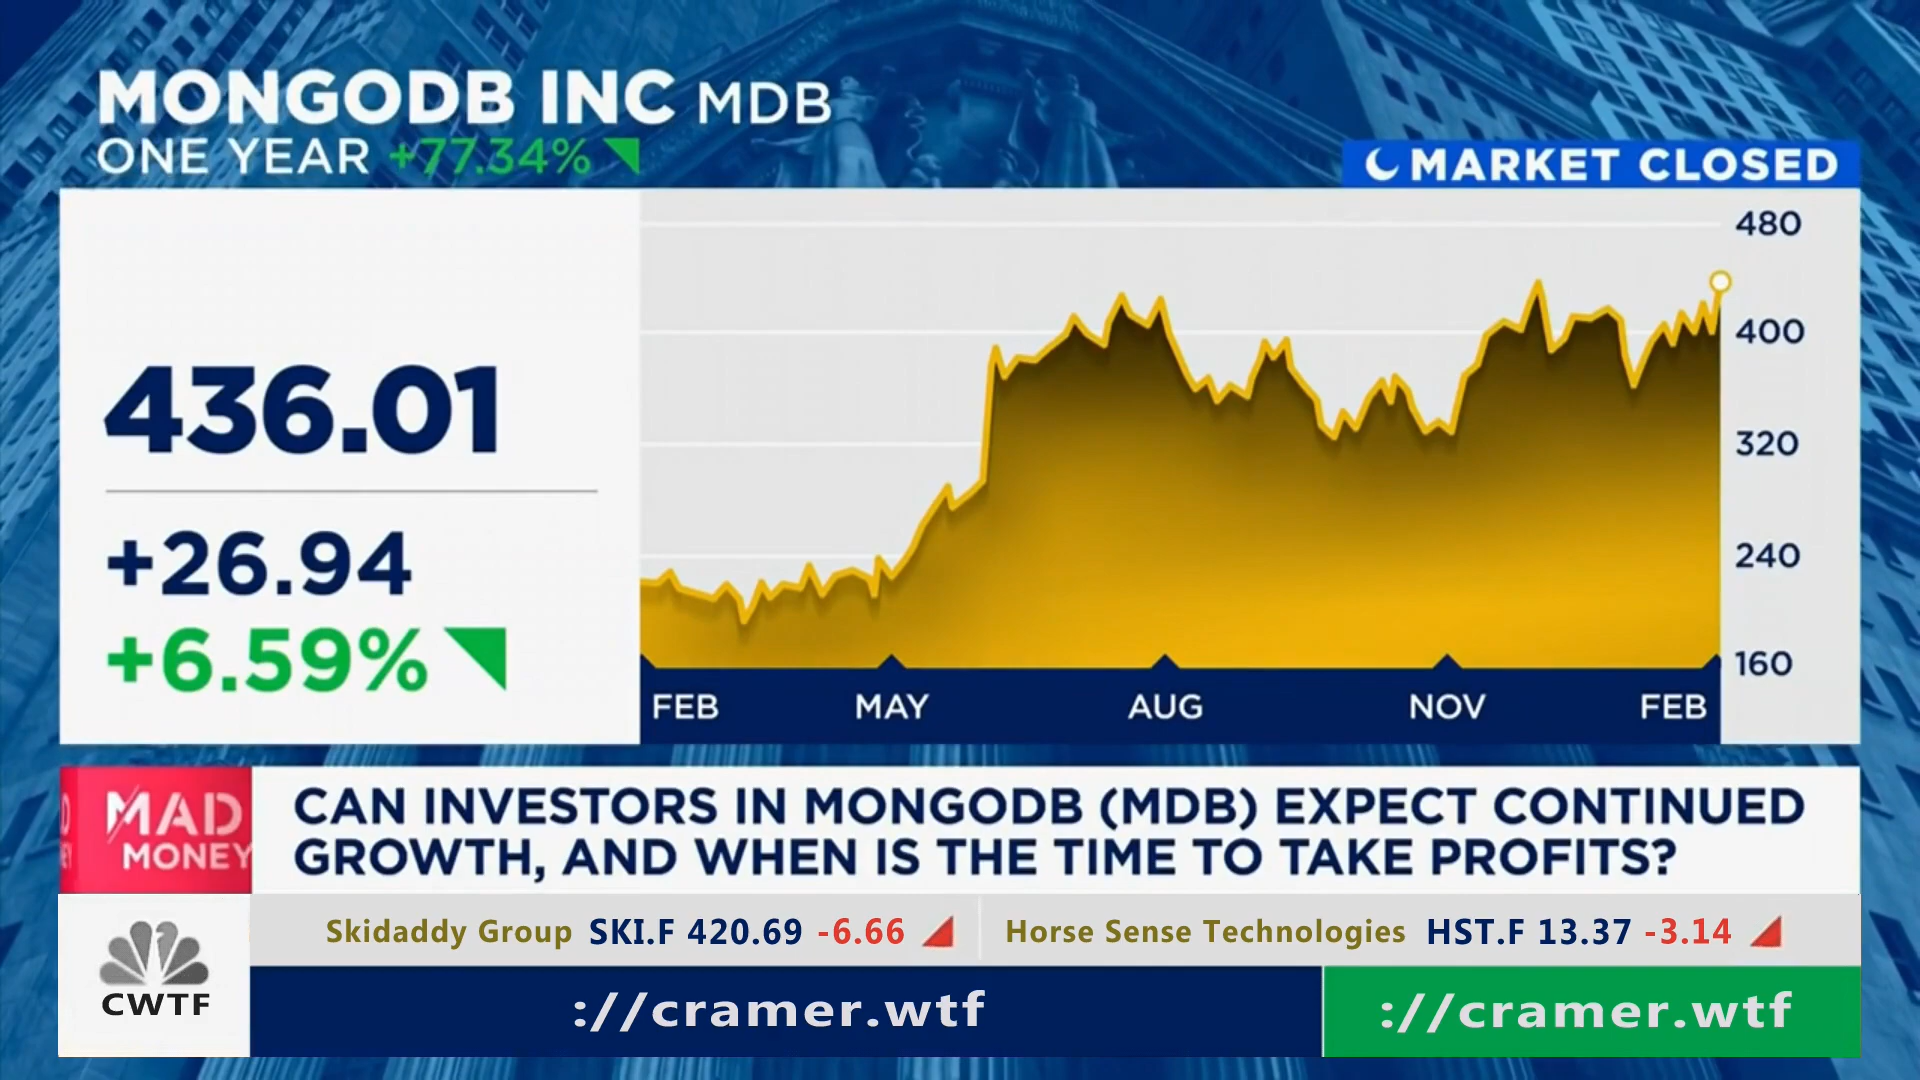 MONGODB INC MDB
ONE YEAR +77.34%
MARKET CLOSED
436.01
+26.94
+6.59%
480
400
320
240
160
FEB MAY AUG NOV FEB
MAD
MONEY
CAN INVESTORS IN MONGODB (MDB) EXPECT CONTINUED
GROWTH, AND WHEN IS THE TIME TO TAKE PROFITS?
Skidaddy Group SKI.F 420.69 -6.66 Horse Sense Technologies HST.F 13.37 -3.14
CWTF
://cramer.wtf ://cramer.wtf